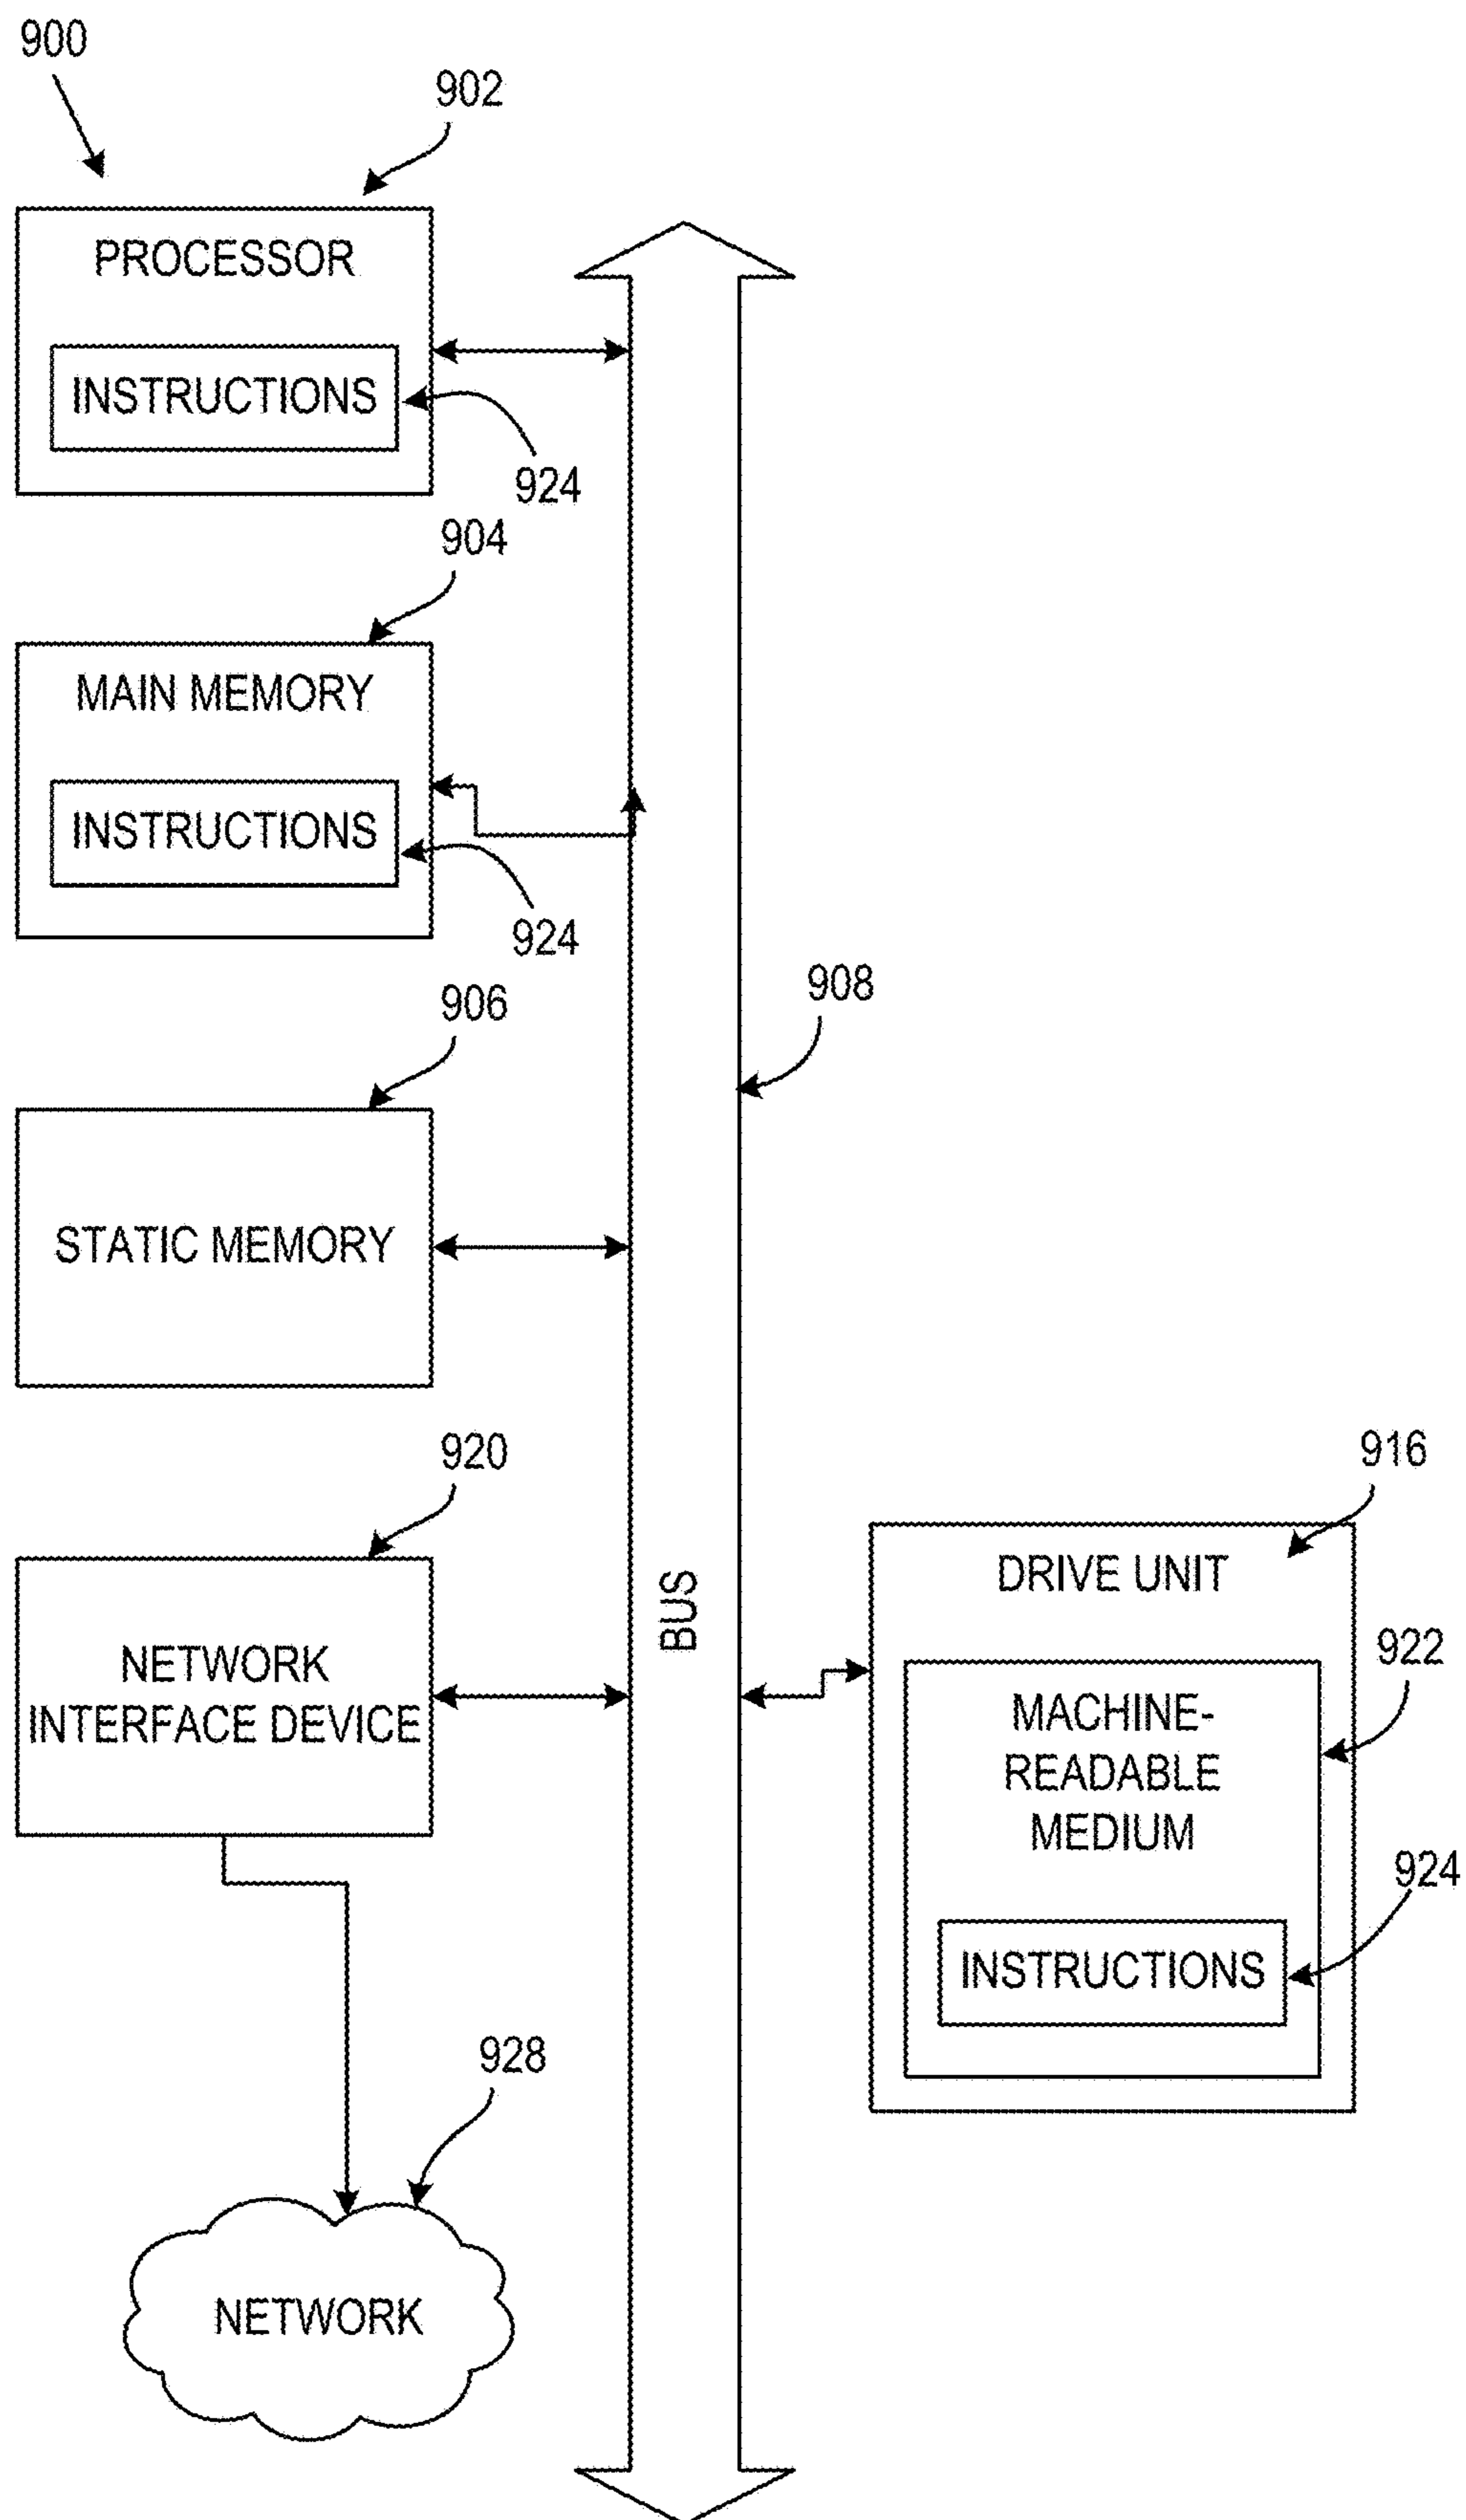 900
902
PROCESSOR
INSTRUCTIONS
924
904
MAIN MEMORY
INSTRUCTIONS
924
908
906
STATIC MEMORY
920
NETWORK
INTERFACE DEVICE
BUS
916
DRIVE UNIT
922
MACHINE-
READABLE
MEDIUM
924
INSTRUCTIONS
928
NETWORK